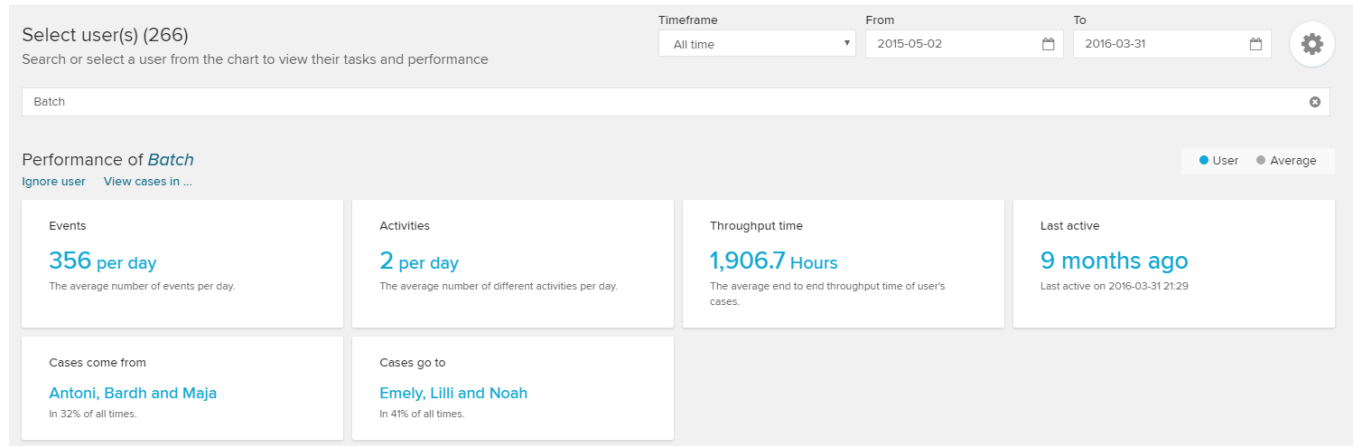 Select user(s) (266)
Search or select a user from the chart to view their tasks and performance
Timeframe
All time
From
2015-05-02
To
2016-03-31
Batch
Performance of Batch
Ignore user View cases in ...
User Average
Events
356 per day
The average number of events per day.
Activities
2 per day
The average number of different activities per day.
Throughput time
1,906.7 Hours
The average end to end throughput time of user's
cases.
Last active
9 months ago
Last active on 2016-03-31 21:29
Cases come from
Antoni, Bardh and Maja
In 32% of all times.
Cases go to
Emely, Lilli and Noah
In 41% of all times.